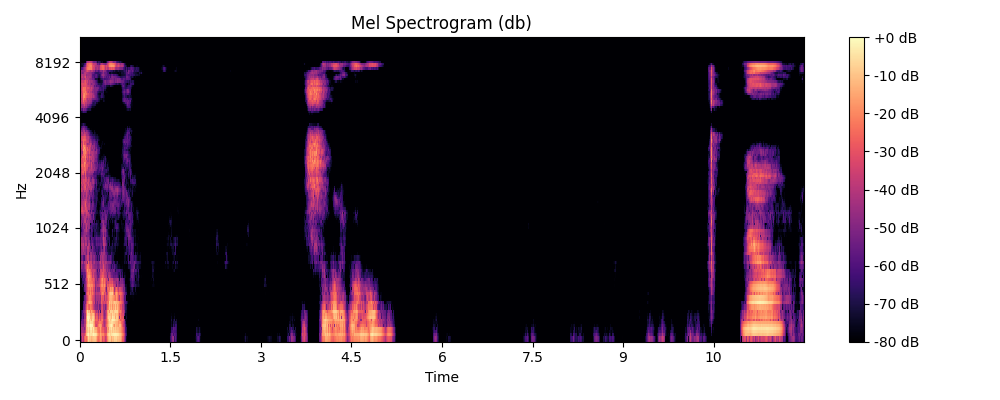 Mel Spectrogram (db)
8192
4096
2048
1024
512
0
Hz
0 1.5 3 4.5 6 7.5 9 10
Time
+0 dB
-10 dB
-20 dB
-30 dB
-40 dB
-50 dB
-60 dB
-70 dB
-80 dB